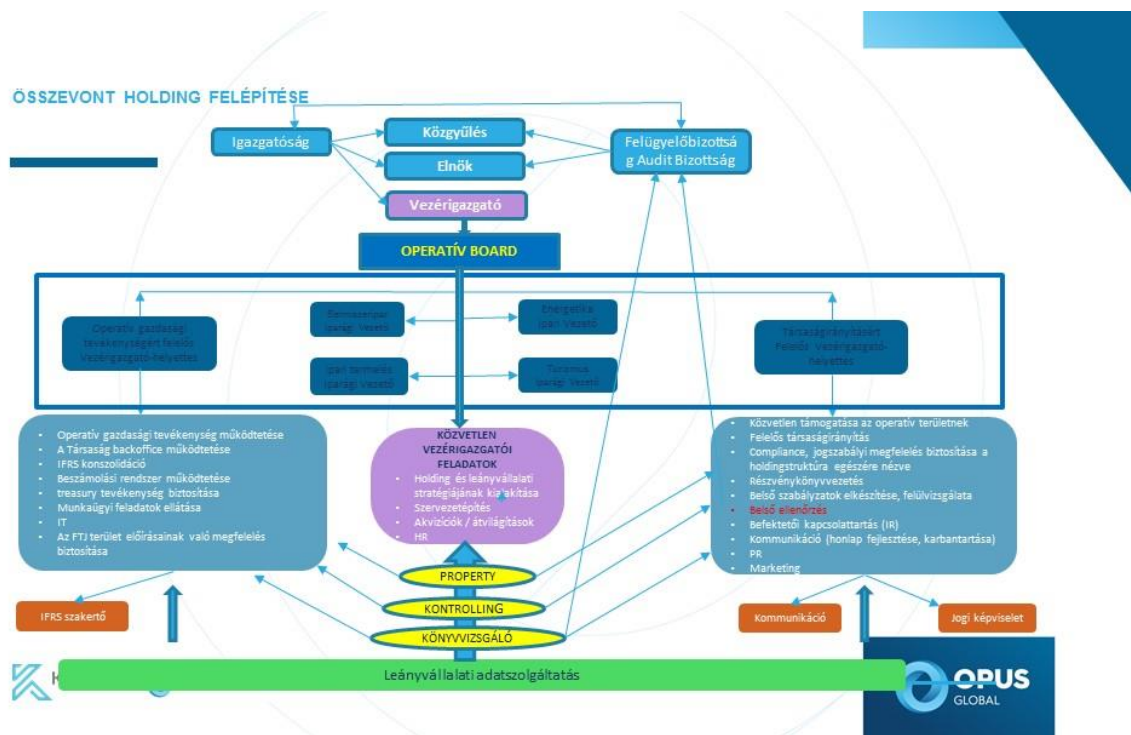 ÖSSZEVONT HOLDING FELÉPÍTÉSE
Igazgatóság
Közgyűlés
Elnök
Vezérigazgató
Felügyelőbizottsá
g Audit Bizottság
OPERATÍV BOARD
Operatív gazdasági
tevékenységért felelős
Vezérigazgató-helyettes
iparági Vezető
Energetika
ipari Vezető
Ipari termelés
iparági Vezető
Turizmus
iparági Vezető
Társaságirányításért
Felelős Vezérigazgató-
helyettes
• Operatív gazdasági tevékenység működtetése
• A Társaság backoffice működtetése
• IFRS konszolidáció
• Beszámolási rendszer működtetése
• treasury tevékenység biztosítása
• Munkaügyi feladatok ellátása
• IT
• Az FTJ terület előírásainak való megfelelés
biztosítása
KÖZVETLEN
VEZÉRIGAZGATÓI
FELADATOK
• Holding és leányvállalati
stratégiájának kialakítása
• Szervezetépítés
• Akvizíciók / átvilágítások
• HR
• Közvetlen támogatása az operatív területnek
• Felelős társaságirányítás
• Compliance, jogszabályi megfelelés biztosítása a
holdingstruktúra egészére nézve
• Részvénykönyvvezetés
• Belső szabályzatok elkészítése, felülvizsgálata
• Belső ellenőrzés
• Befektetői kapcsolattartás (IR)
• Kommunikáció (honlap fejlesztése, karbantartása)
• PR
• Marketing
PROPERTY
KONTROLLING
KÖNYVVIZSGÁLÓ
IFRS szakertő
Kommunikáció
Jogi képviselet
Leányvállalati adatszolgáltatás
OPUS
GLOBAL